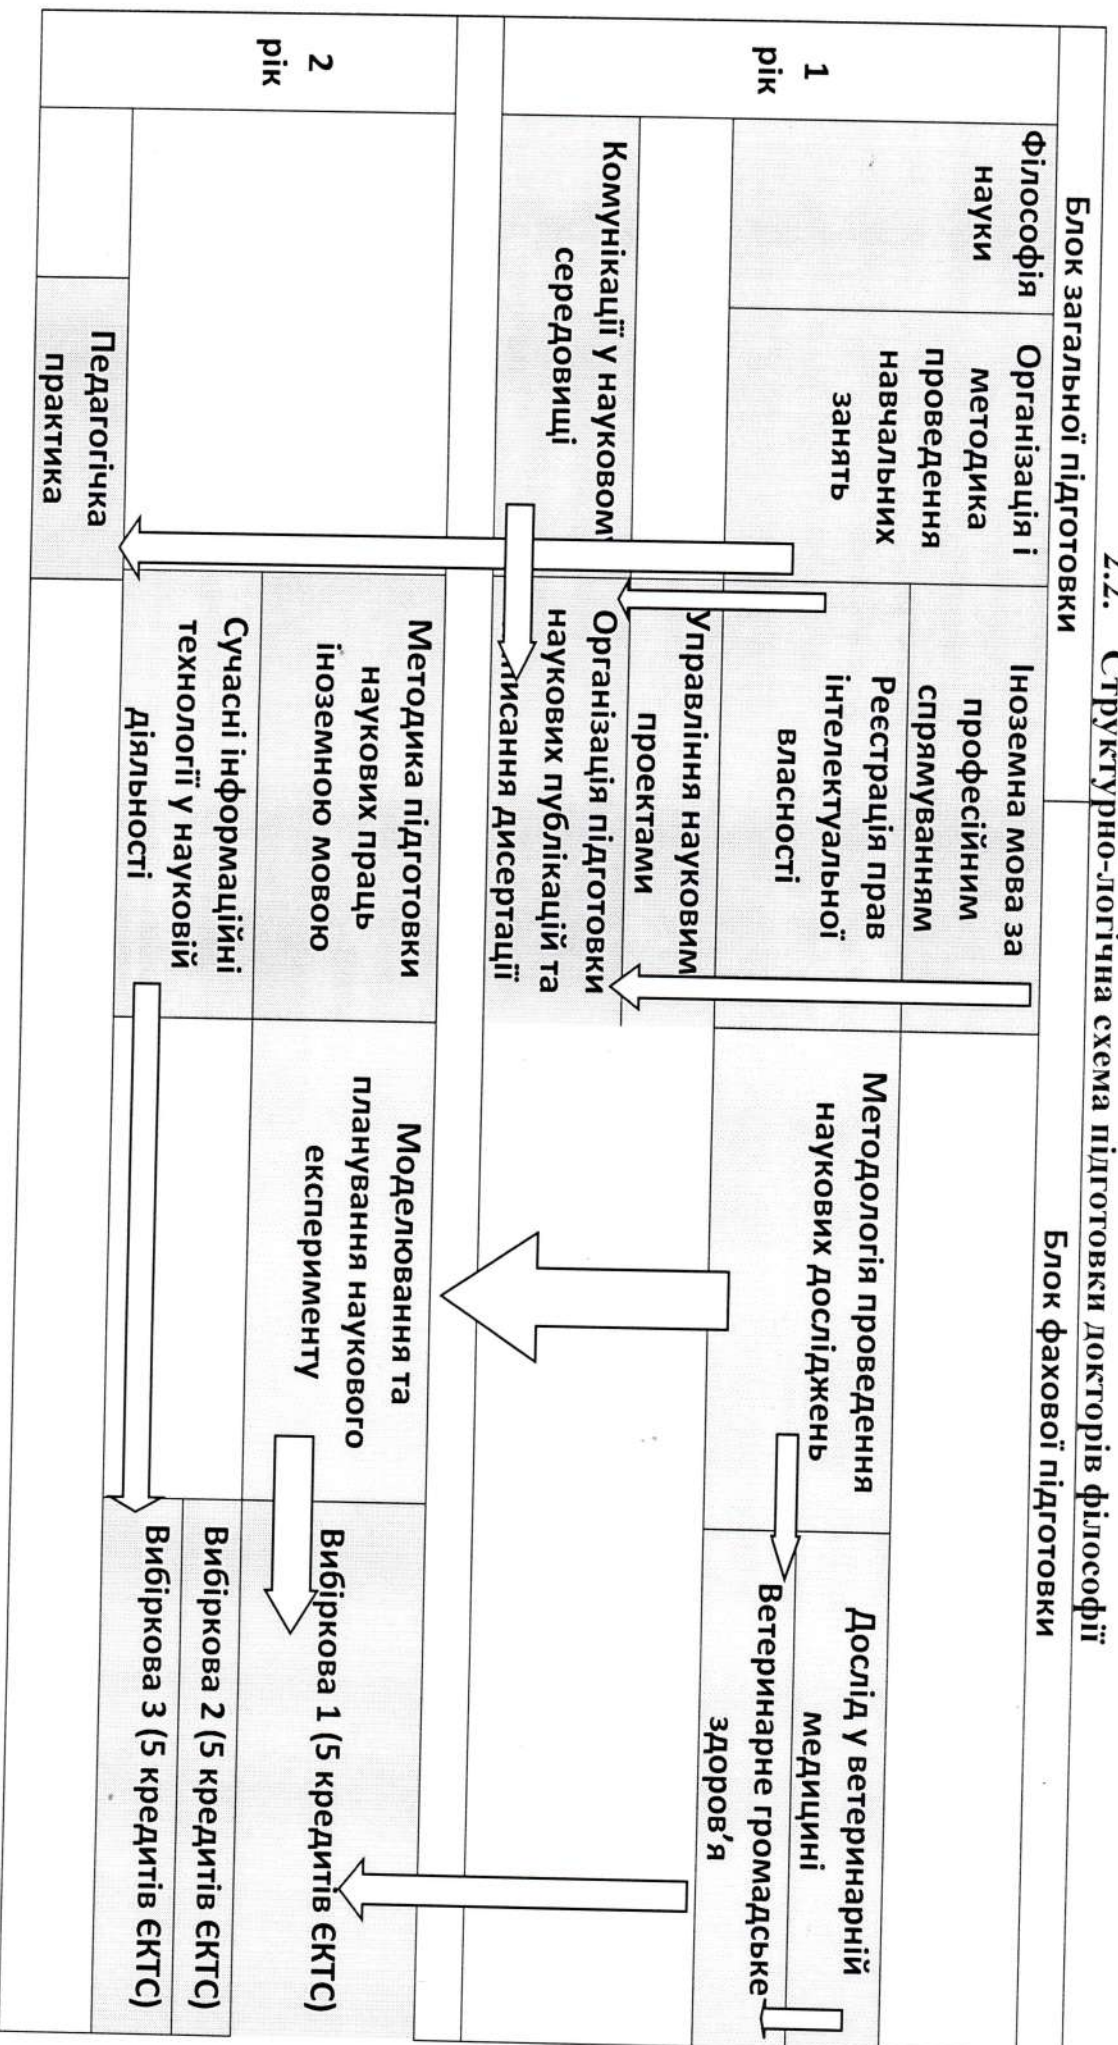 2.2. Структурно-логічна схема підготовки докторів філософії
Блок загальної підготовки
Блок фахової підготовки
1
рік
Філософія
науки
Організація і
методика
проведення
навчальних
занять
Іноземна мова за
професійним
спрямуванням
Реєстрація прав
інтелектуальної
власності
Методологія проведення
наукових досліджень
Дослід у ветеринарній
медицині
Ветеринарне громадське
здоров'я
Управління науковим
проектами
Комунікації у науковому
середовищі
Організація підготовки
наукових публікацій та
писання дисертації
2
рік
Методика підготовки
наукових праць
іноземною мовою
Моделювання та
планування наукового
експерименту
Вибіркова 1 (5 кредитів ЄКТС)
Сучасні інформаційні
технології у науковій
діяльності
Вибіркова 2 (5 кредитів ЄКТС)
Вибіркова 3 (5 кредитів ЄКТС)
Педагогічка
практика